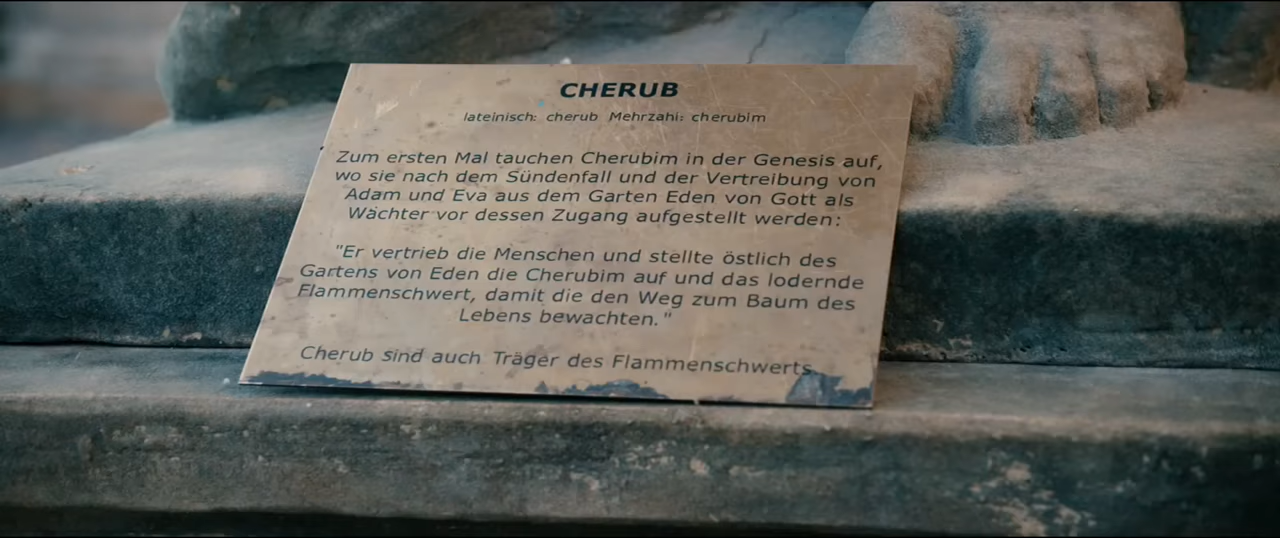 CHERUB
lateinisch: cherub Mehrzahl: cherubim
Zum ersten Mal tauchen Cherubim in der Genesis auf,
wo sie nach dem Sündenfall und der Vertreibung von
Adam und Eva aus dem Garten Eden von Gott als
Wächter vor dessen Zugang aufgestellt werden:
"Er vertrieb die Menschen und stellte östlich des
Gartens von Eden die Cherubim auf und das lodernde
Flammenschwert, damit die den Weg zum Baum des
Lebens bewachten."
Cherub sind auch Träger des Flammenschwerts